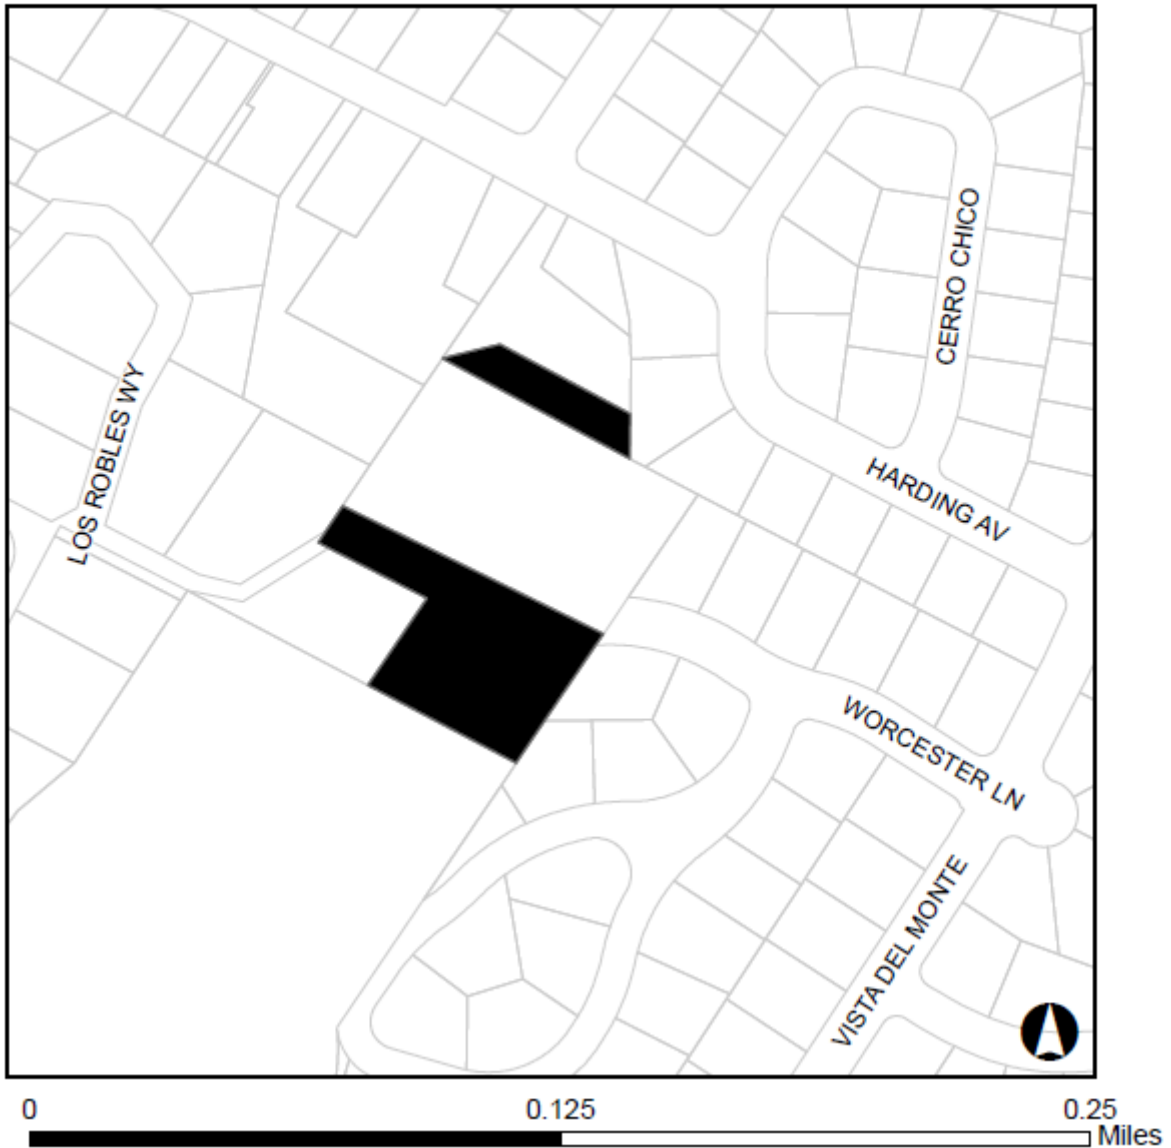 CERRO CHICO
LOS ROBLES WY
HARDING AV
WORCESTER LN
VISTA DEL MONTE
0 0.125 0.25
Miles